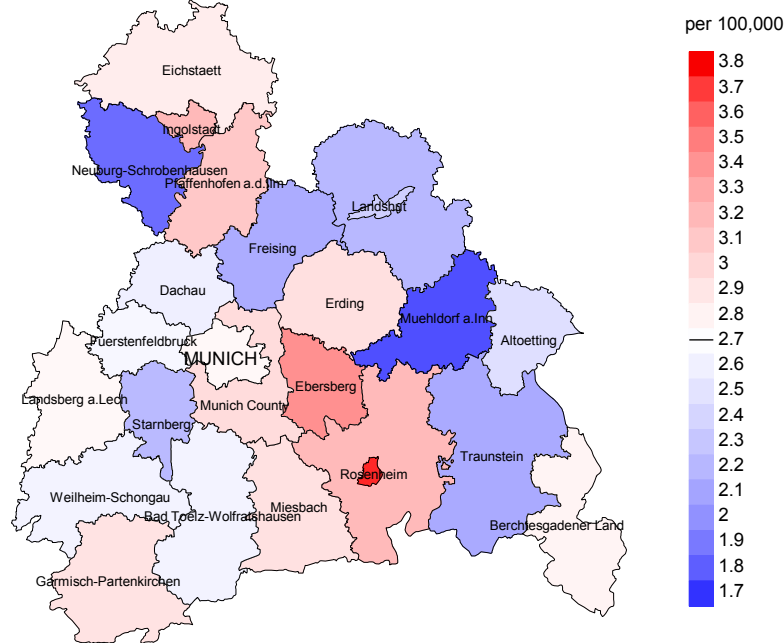 per 100,000
Eichstaett
Ingolstadt
Neuburg-Schrobenhausen
Pfaffenhofen a.d.Ilm
Landshut
Freising
Dachau
Erding
Muehldorf a.Inn
Altoetting
Fuerstenfeldbruck
MUNICH
Ebersberg
Landsberg a.Lech
Munich County
Starnberg
Traunstein
Rosenheim
Weilheim-Schongau
Miesbach
Bad Toelz-Wolfratshausen
Berchtesgadener Land
Garmisch-Partenkirchen
3.8
3.7
3.6
3.5
3.4
3.3
3.2
3.1
3
2.9
2.8
2.7
2.6
2.5
2.4
2.3
2.2
2.1
2
1.9
1.8
1.7